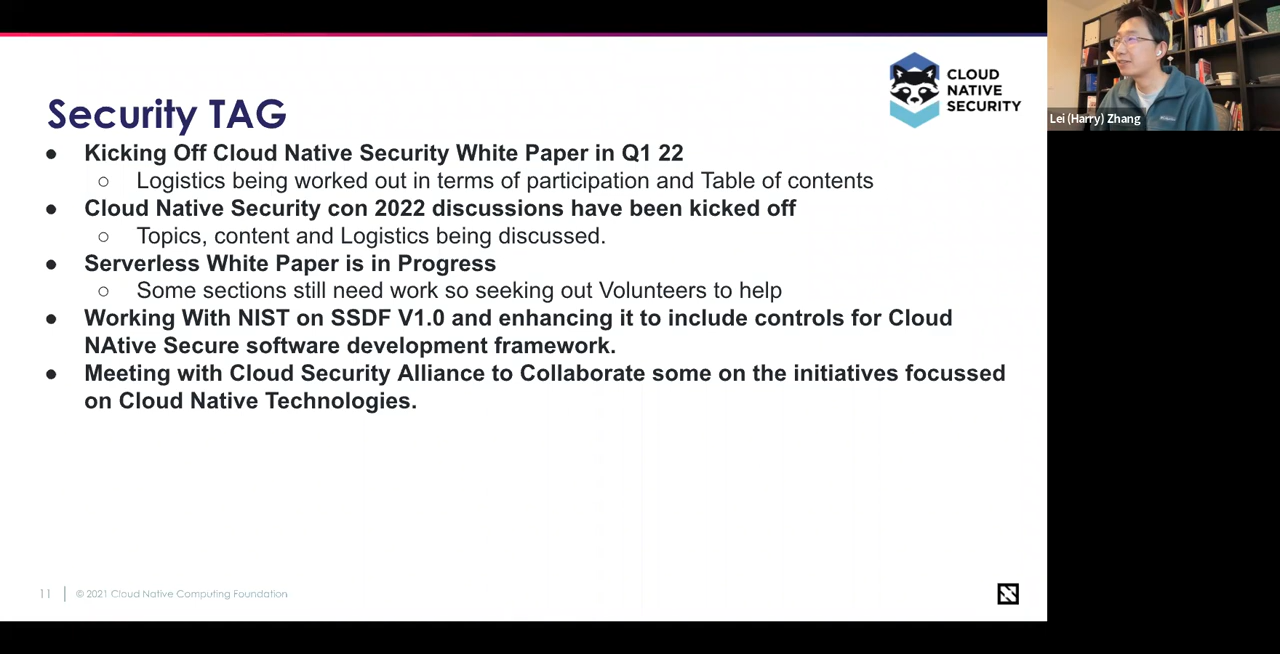 Security TAG
CLOUD
NATIVE
SECURITY
● Kicking Off Cloud Native Security White Paper in Q1 22
○ Logistics being worked out in terms of participation and Table of contents
● Cloud Native Security con 2022 discussions have been kicked off
○ Topics, content and Logistics being discussed.
● Serverless White Paper is in Progress
○ Some sections still need work so seeking out Volunteers to help
● Working With NIST on SSDF V1.0 and enhancing it to include controls for Cloud
NAtive Secure software development framework.
● Meeting with Cloud Security Alliance to Collaborate some on the initiatives focussed
on Cloud Native Technologies.
11 | © 2021 Cloud Native Computing Foundation
Lei (Harry) Zhang